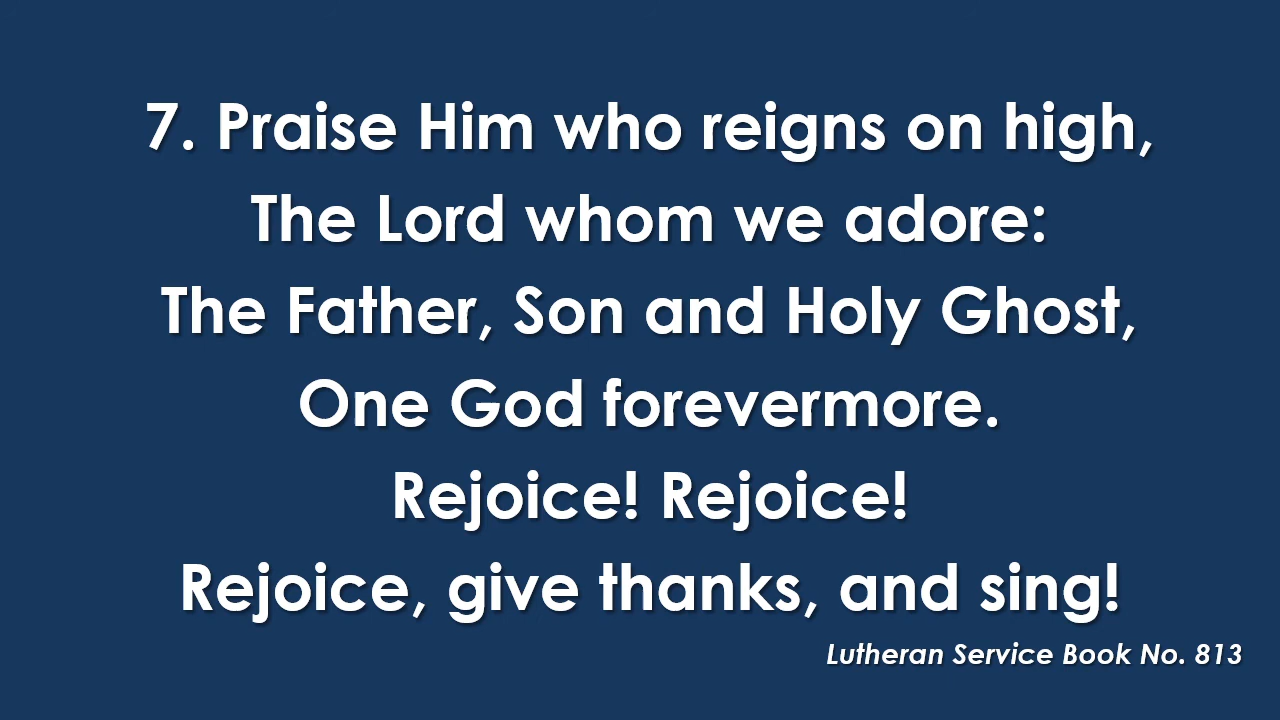 7. Praise Him who reigns on high,
The Lord whom we adore:
The Father, Son and Holy Ghost,
One God forevermore.
Rejoice! Rejoice!
Rejoice, give thanks, and sing!
Lutheran Service Book No. 813